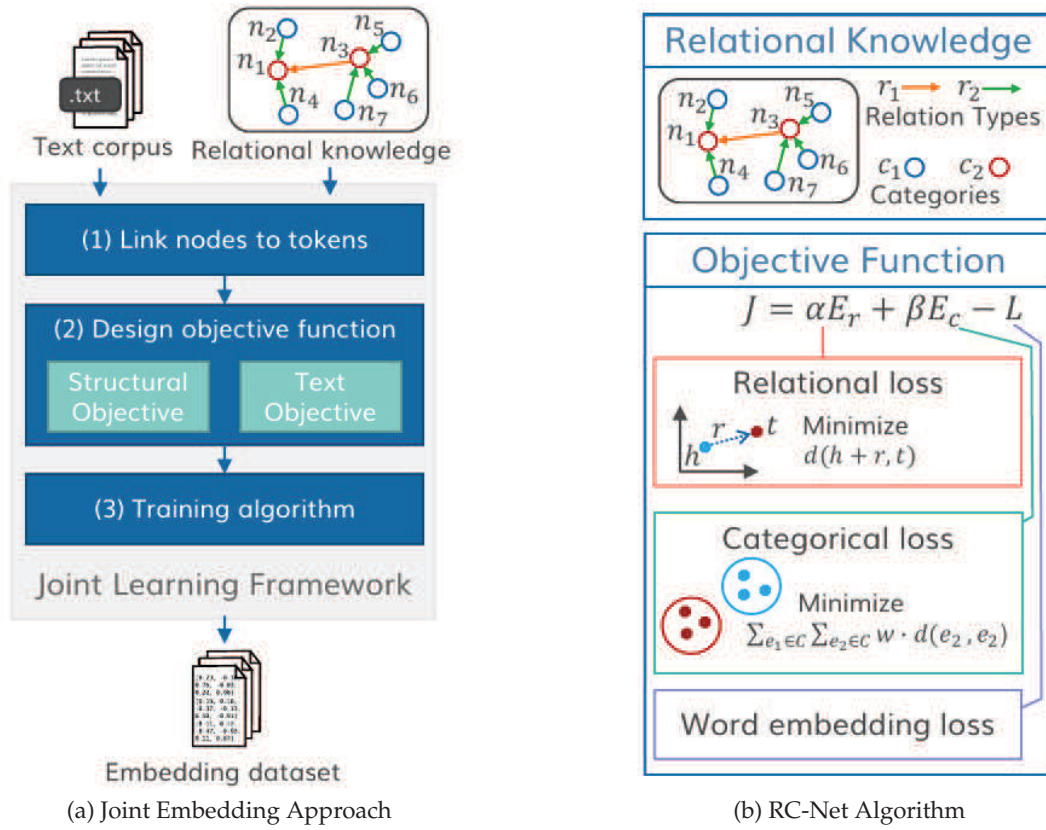 n₂
n₅
n₁
n₃
n₄
n₆
n₇
.txt
Text corpus
Relational knowledge
(1) Link nodes to tokens
(2) Design objective function
Structural
Objective
Text
Objective
(3) Training algorithm
Joint Learning Framework
Embedding dataset
(a) Joint Embedding Approach
Relational Knowledge
n₂
n₅
n₁
n₃
n₄
n₆
n₇
r₁ r₂
Relation Types
c₁ c₂
Categories
Objective Function
J = αE_r + βE_c − L
Relational loss
r t
h
Minimize
d(h + r, t)
Categorical loss
Minimize
∑_{e₁∈C} ∑_{e₂∈C} w · d(e₂, e₂)
Word embedding loss
(b) RC-Net Algorithm